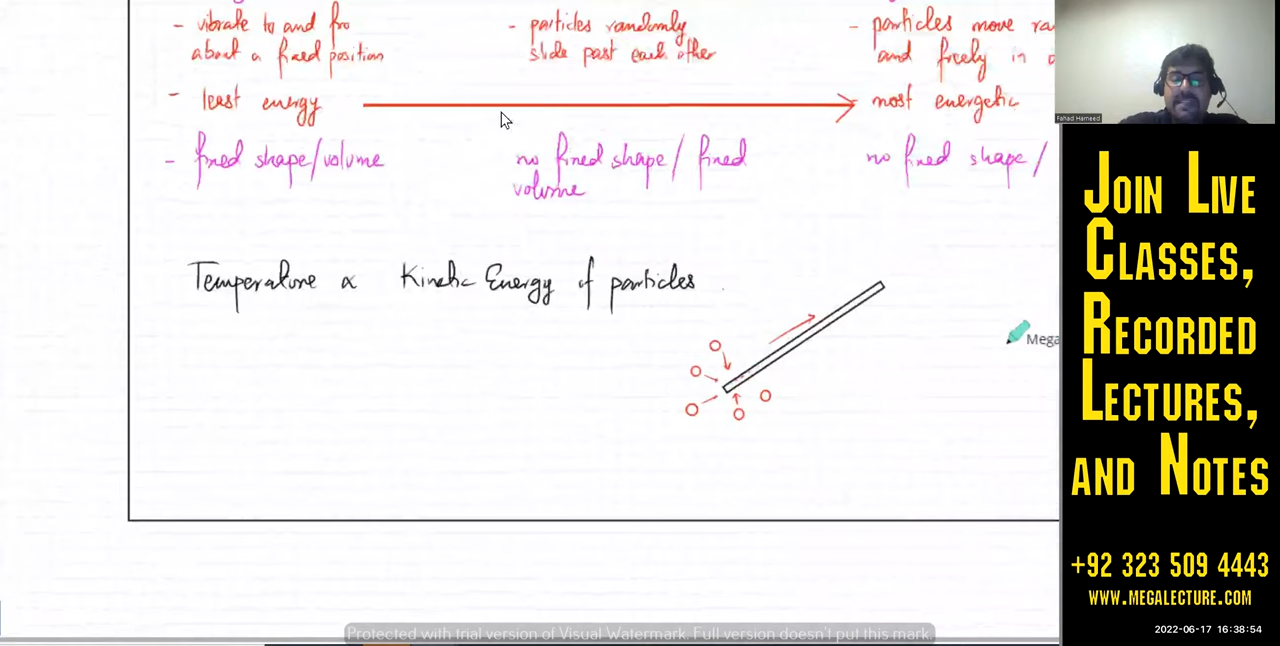 - vibrate to and fro
about a fixed position
- particles randomly
slide past each other
- particles move
and freely in
- least energy
most energetic
- fixed shape/volume
no fixed shape / fixed
volume
no fixed shape /
Temperature ∝ Kinetic Energy of particles
Fahad Hameed
Mega
JOIN LIVE
CLASSES,
RECORDED
LECTURES,
AND NOTES
+92 323 509 4443
WWW.MEGALECTURE.COM
2022-06-17 16:38:54
Protected with trial version of Visual Watermark. Full version doesn't put this mark.